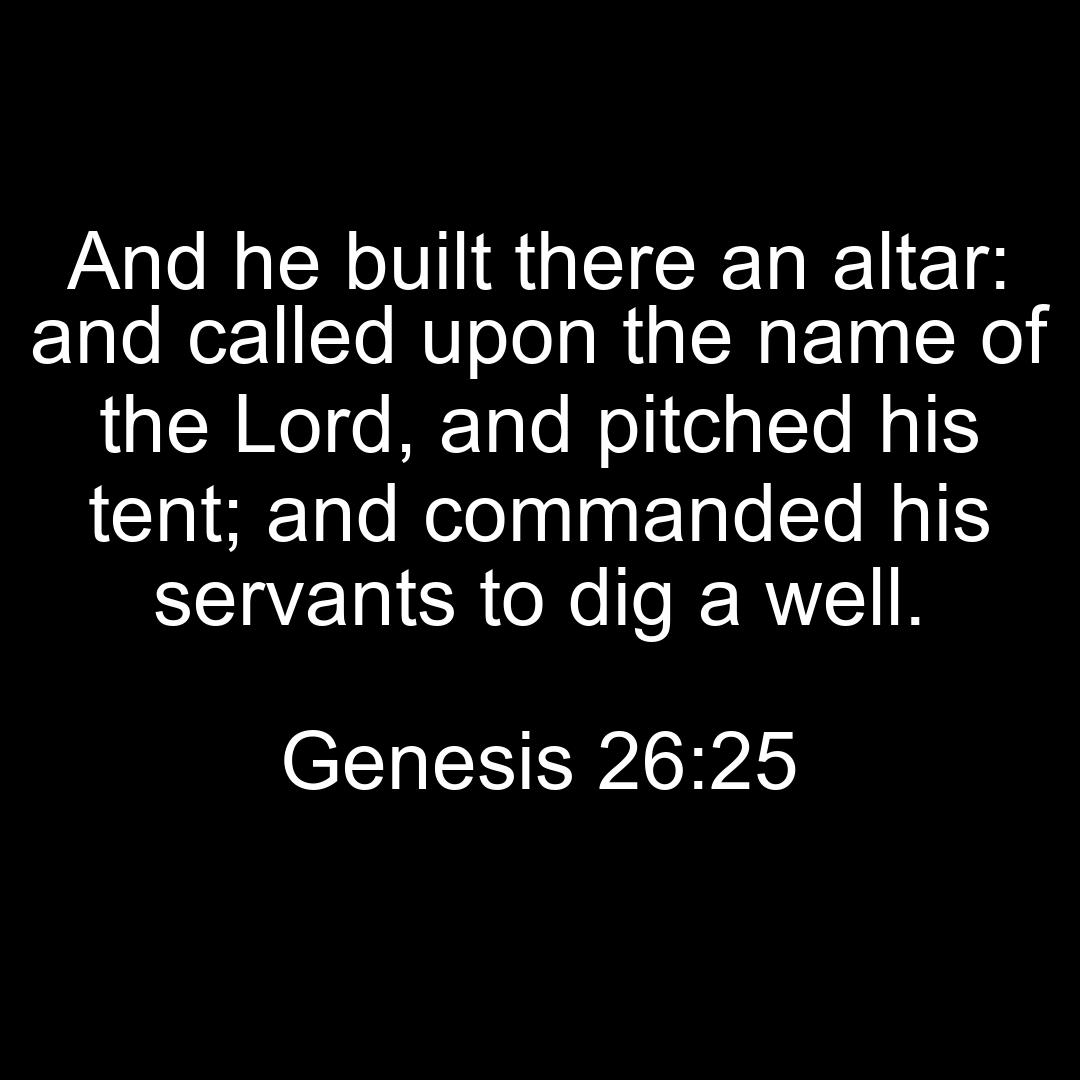 And he built there an altar:
and called upon the name of
the Lord, and pitched his
tent; and commanded his
servants to dig a well.
Genesis 26:25